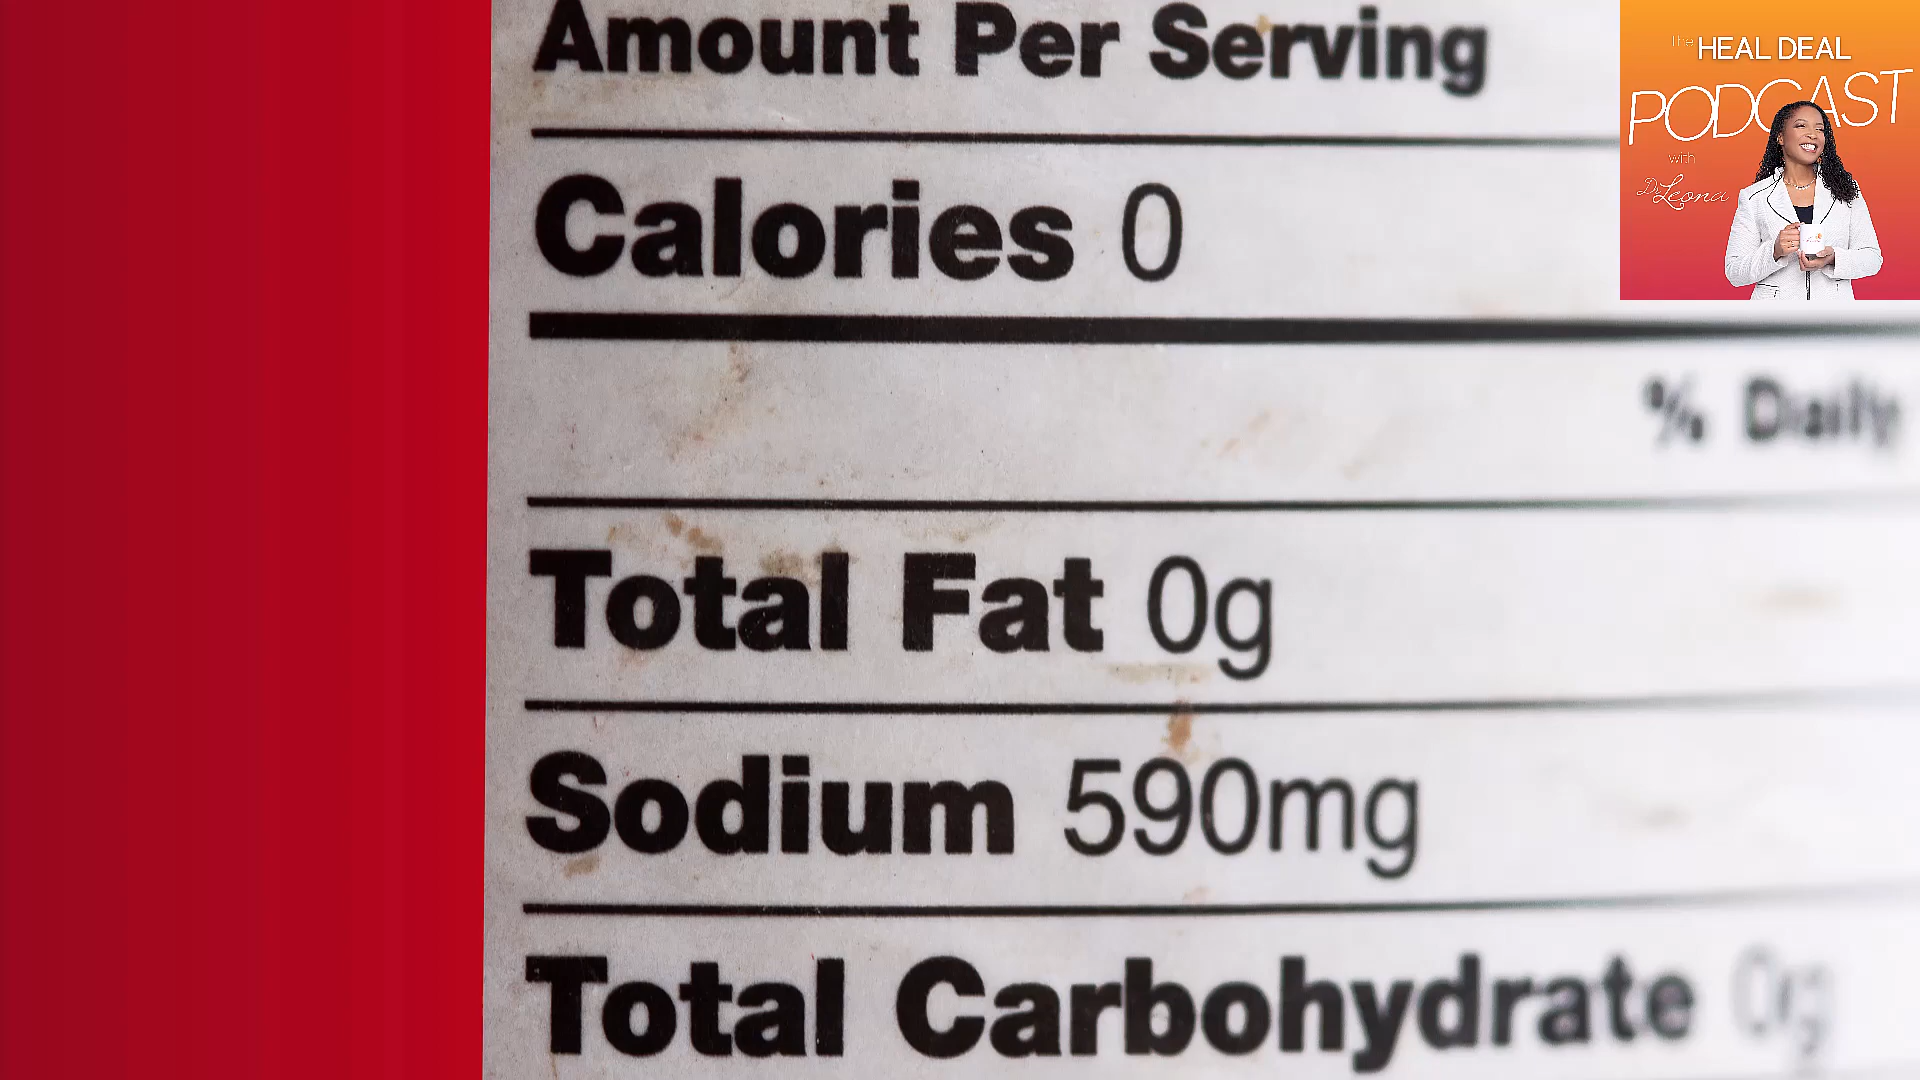 Amount Per Serving
Calories 0
% Daily
Total Fat 0g
Sodium 590mg
Total Carbohydrate 0g
The HEAL DEAL
PODCAST
with
Dr Leona